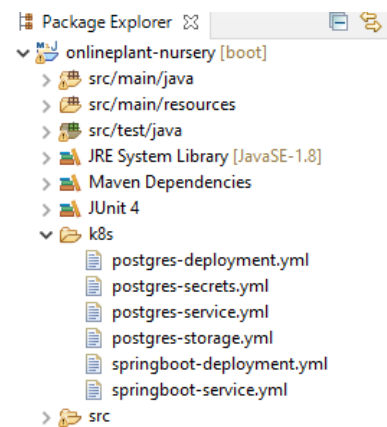 Package Explorer
onlineplant-nursery [boot]
src/main/java
src/main/resources
src/test/java
JRE System Library [JavaSE-1.8]
Maven Dependencies
JUnit 4
k8s
postgres-deployment.yml
postgres-secrets.yml
postgres-service.yml
postgres-storage.yml
springboot-deployment.yml
springboot-service.yml
src